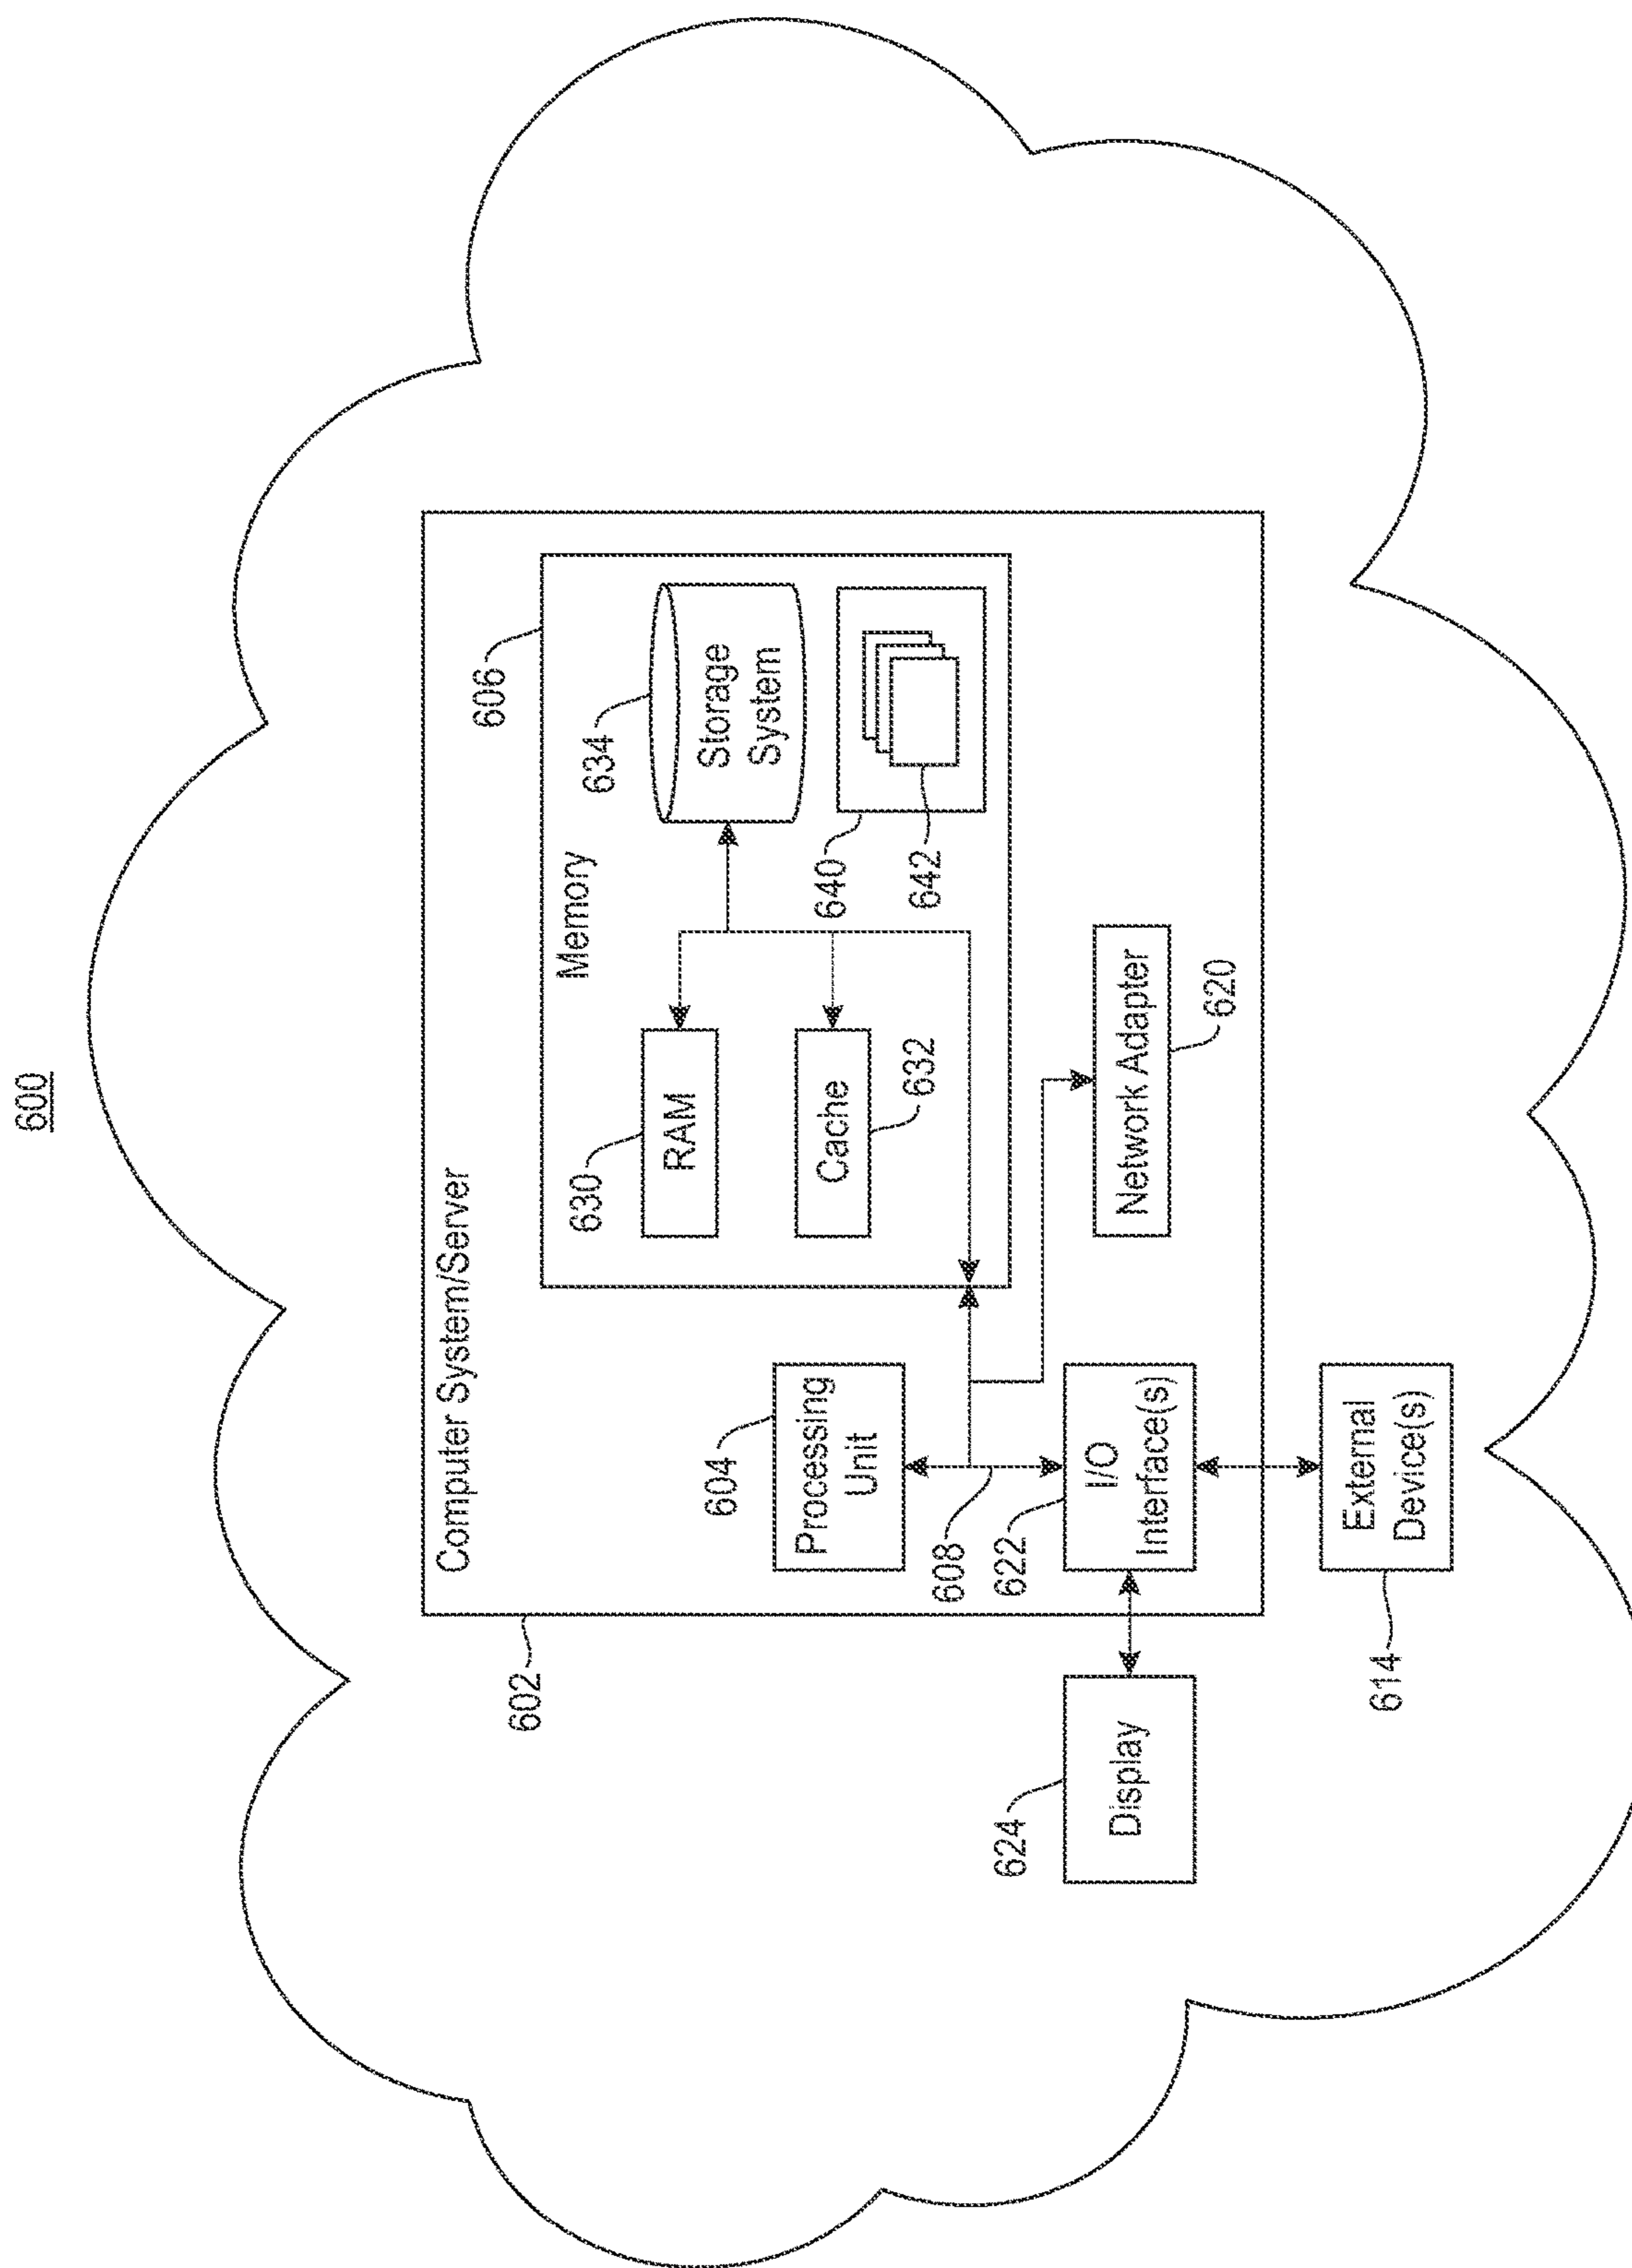 600
Computer System/Server
602
606
Memory
634
Storage
System
630
RAM
604
Processing
Unit
640
Cache
632
642
608
622
I/O
Interface(s)
Network Adapter
620
624
Display
External
Device(s)
614